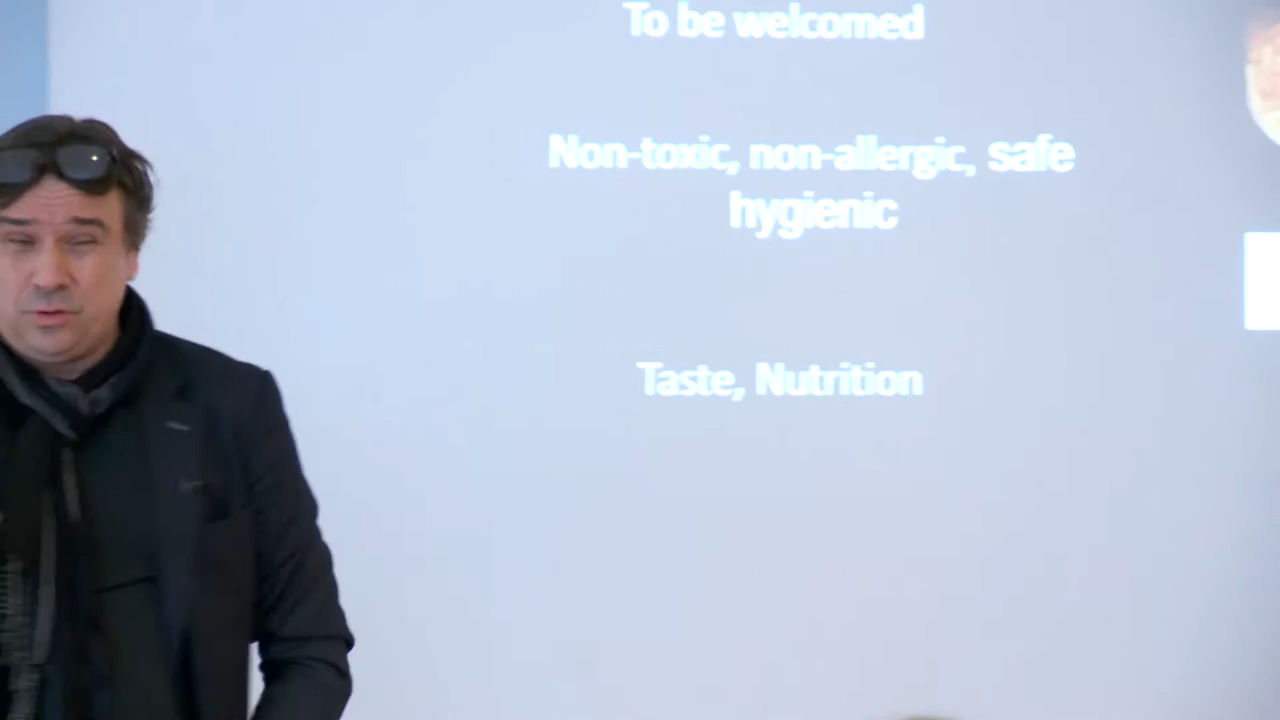 To be welcomed
Non-toxic, non-allergic, safe
hygienic
Taste, Nutrition